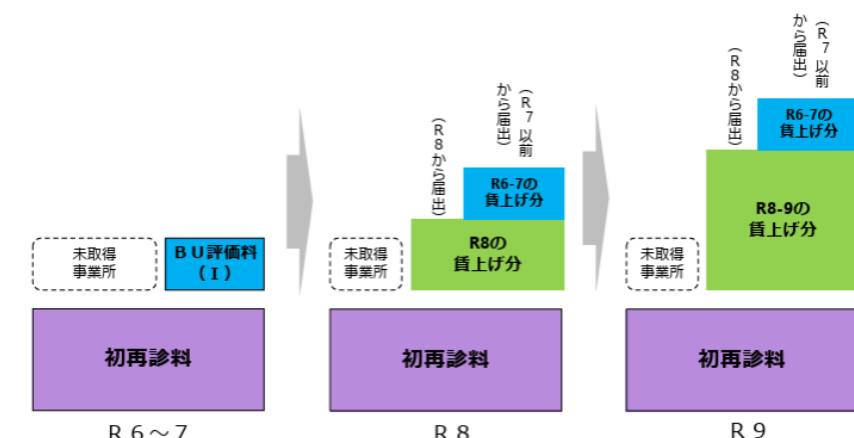 未取得
事業所
ＢＵ評価料
（Ⅰ）
初再診料
Ｒ６～７
（Ｒ８から届出）
（Ｒ７以前
から届出）
R6-7の
賃上げ分
未取得
事業所
R8の
賃上げ分
初再診料
Ｒ８
（Ｒ８から届出）
（Ｒ７以前
から届出）
R6-7の
賃上げ分
未取得
事業所
R8-9の
賃上げ分
初再診料
Ｒ９